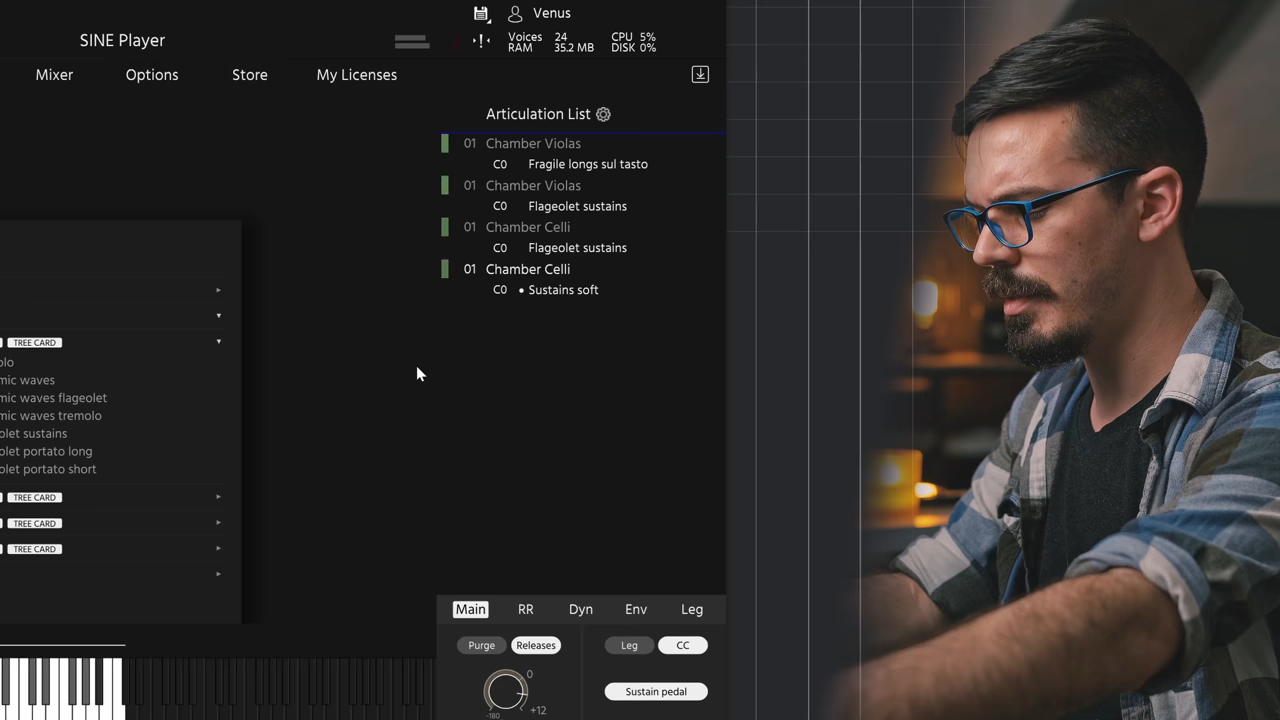 SINE Player
Venus
Voices 24 CPU 5%
RAM 35.2 MB DISK 0%
Mixer Options Store My Licenses
Articulation List
01 Chamber Violas
C0 Fragile longs sul tasto
01 Chamber Violas
C0 Flageolet sustains
01 Chamber Celli
C0 Flageolet sustains
01 Chamber Celli
C0 • Sustains soft
TREE CARD
olo
mic waves
mic waves flageolet
mic waves tremolo
olet sustains
olet portato long
olet portato short
TREE CARD
TREE CARD
TREE CARD
Main RR Dyn Env Leg
Purge Releases Leg CC
0
Sustain pedal
+12
-180